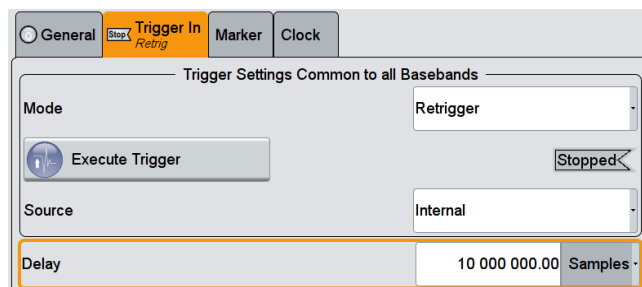 General Stop Trigger In Marker Clock
Retrig
Trigger Settings Common to all Basebands
Mode Retrigger
Execute Trigger Stopped
Source Internal
Delay 10 000 000.00 Samples